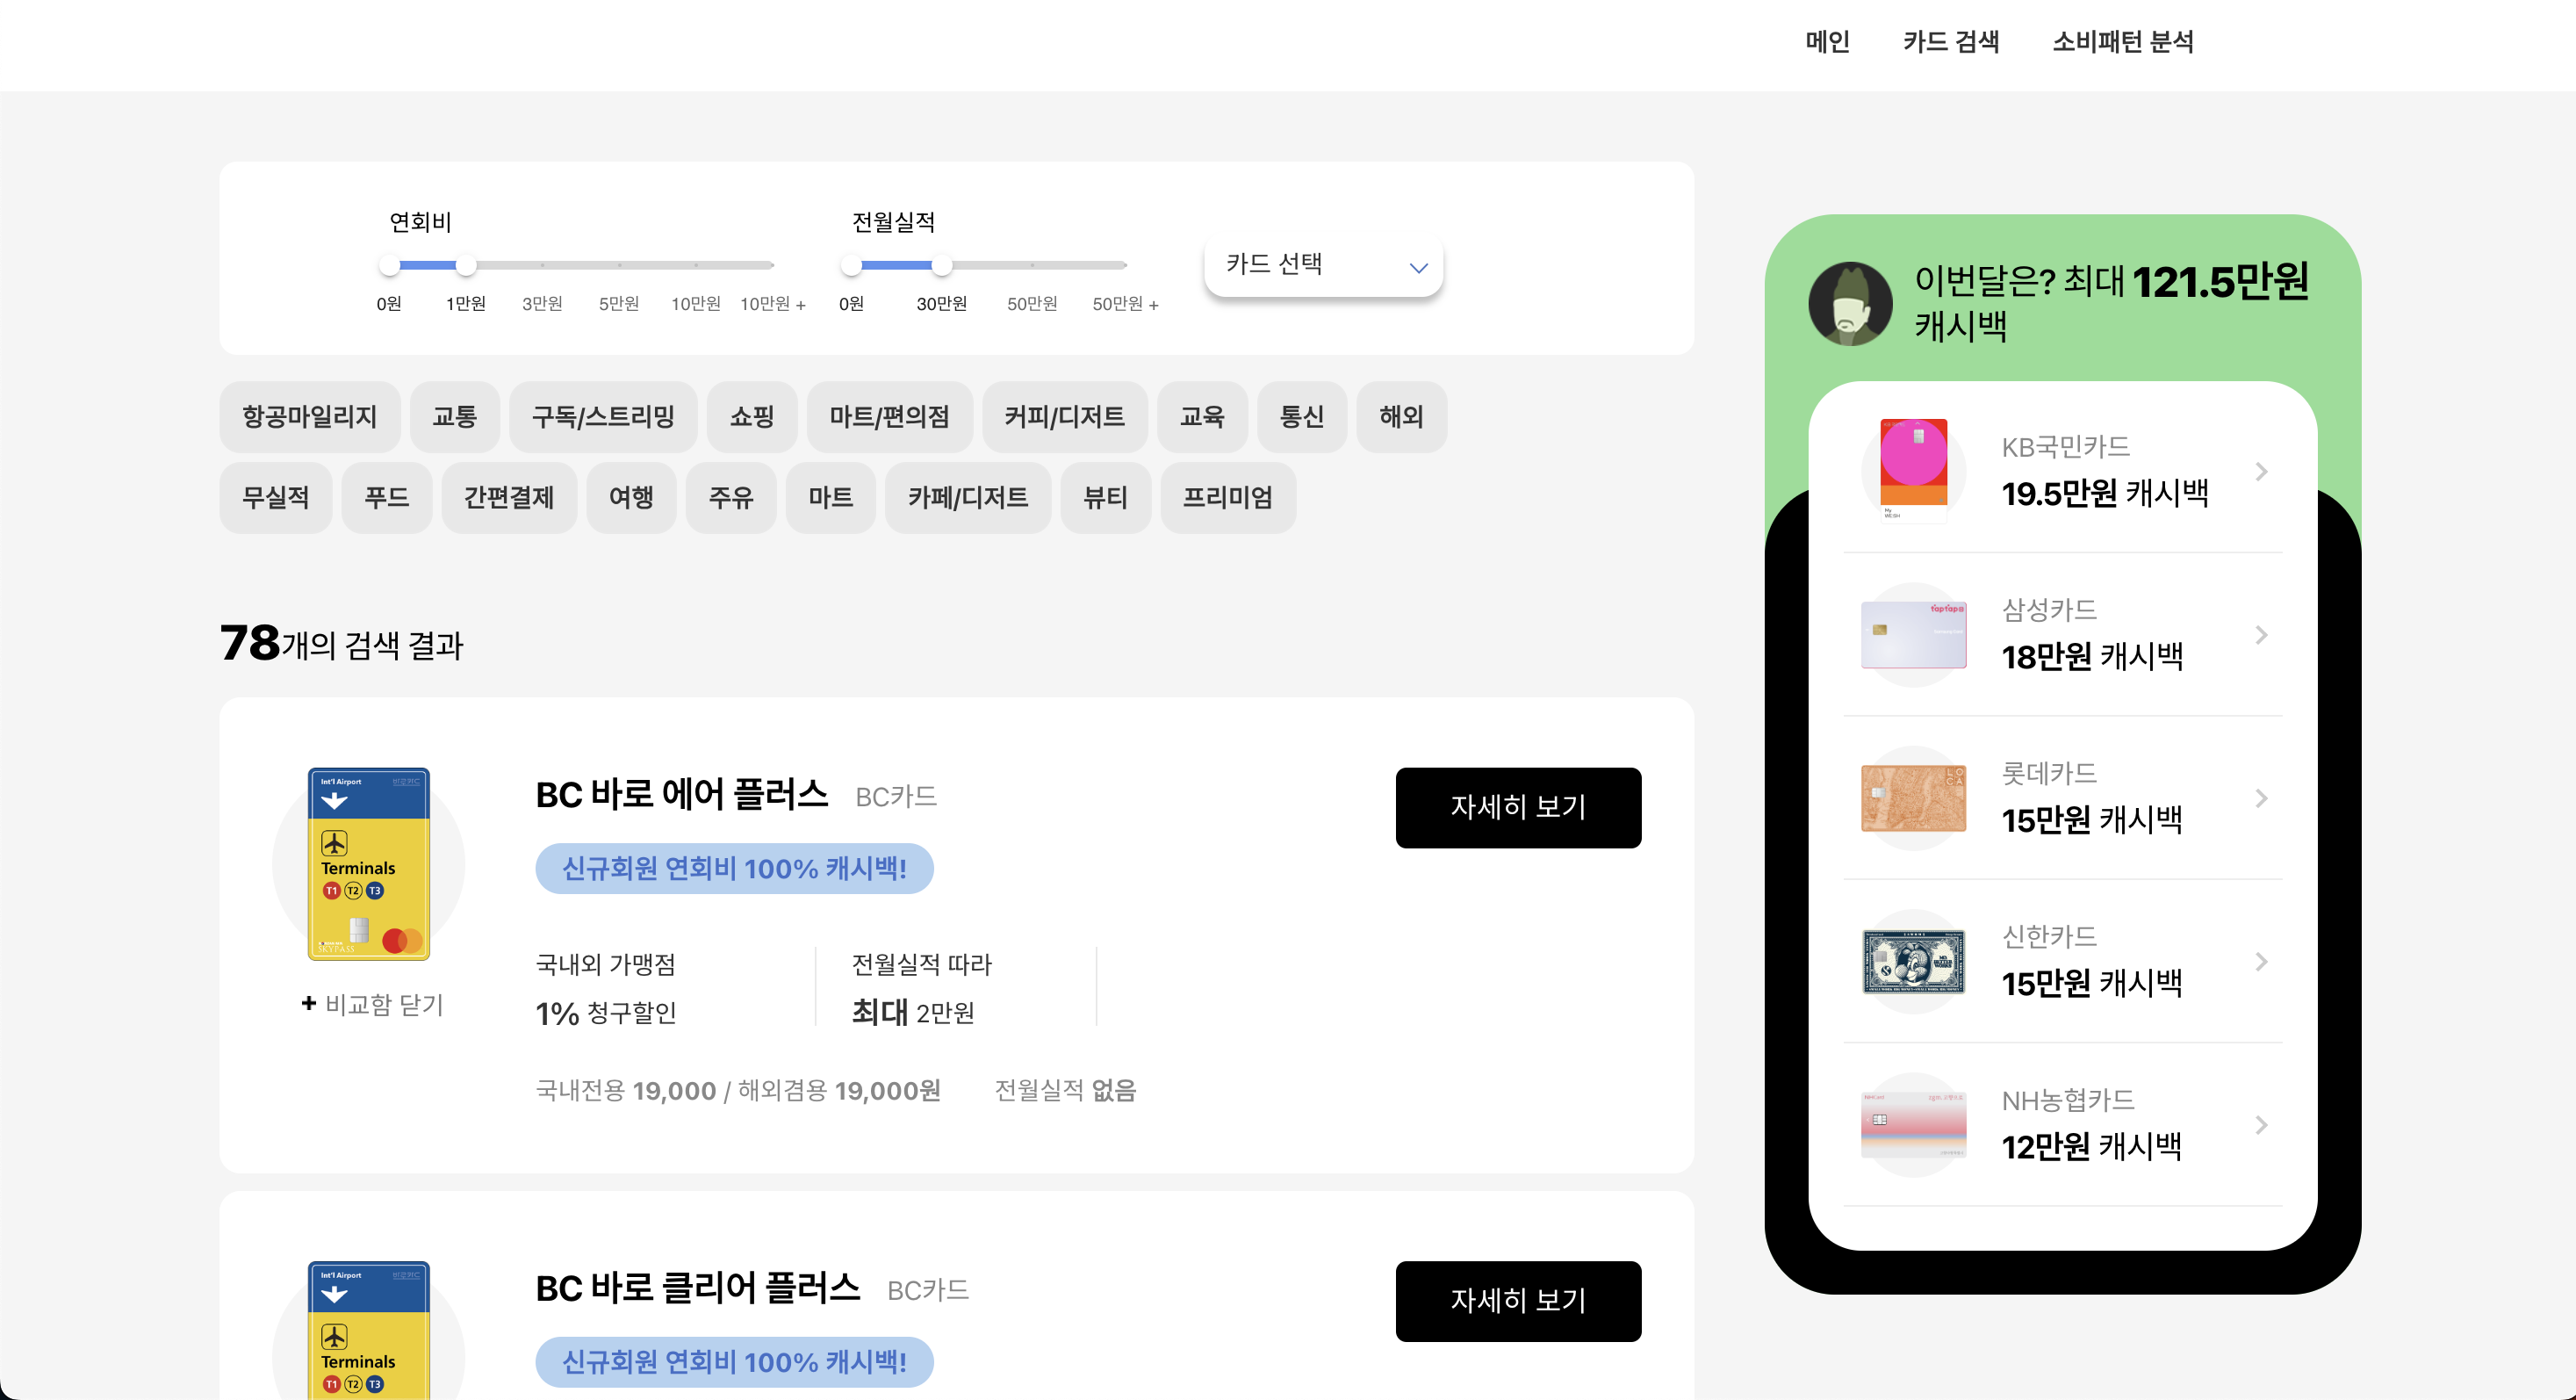 메인 카드 검색 소비패턴 분석
연회비 전월실적
카드 선택
0원 1만원 3만원 5만원 10만원 10만원 + 0원 30만원 50만원 50만원 +
항공마일리지 교통 구독/스트리밍 쇼핑 마트/편의점 커피/디저트 교육 통신 해외
무실적 푸드 간편결제 여행 주유 마트 카페/디저트 뷰티 프리미엄
78개의 검색 결과
Int'l Airport 바로카드
Terminals
T1 T2 T3
SKYPASS
+ 비교함 닫기
BC 바로 에어 플러스 BC카드
신규회원 연회비 100% 캐시백!
국내외 가맹점
1% 청구할인
전월실적 따라
최대 2만원
국내전용 19,000 / 해외겸용 19,000원 전월실적 없음
자세히 보기
Int'l Airport 바로카드
Terminals
T1 T2 T3
BC 바로 클리어 플러스 BC카드
신규회원 연회비 100% 캐시백!
자세히 보기
이번달은? 최대 121.5만원
캐시백
My
WE:SH
KB국민카드
19.5만원 캐시백
taptap
삼성카드
18만원 캐시백
LO
CA
롯데카드
15만원 캐시백
신한카드
15만원 캐시백
NH농협카드
12만원 캐시백